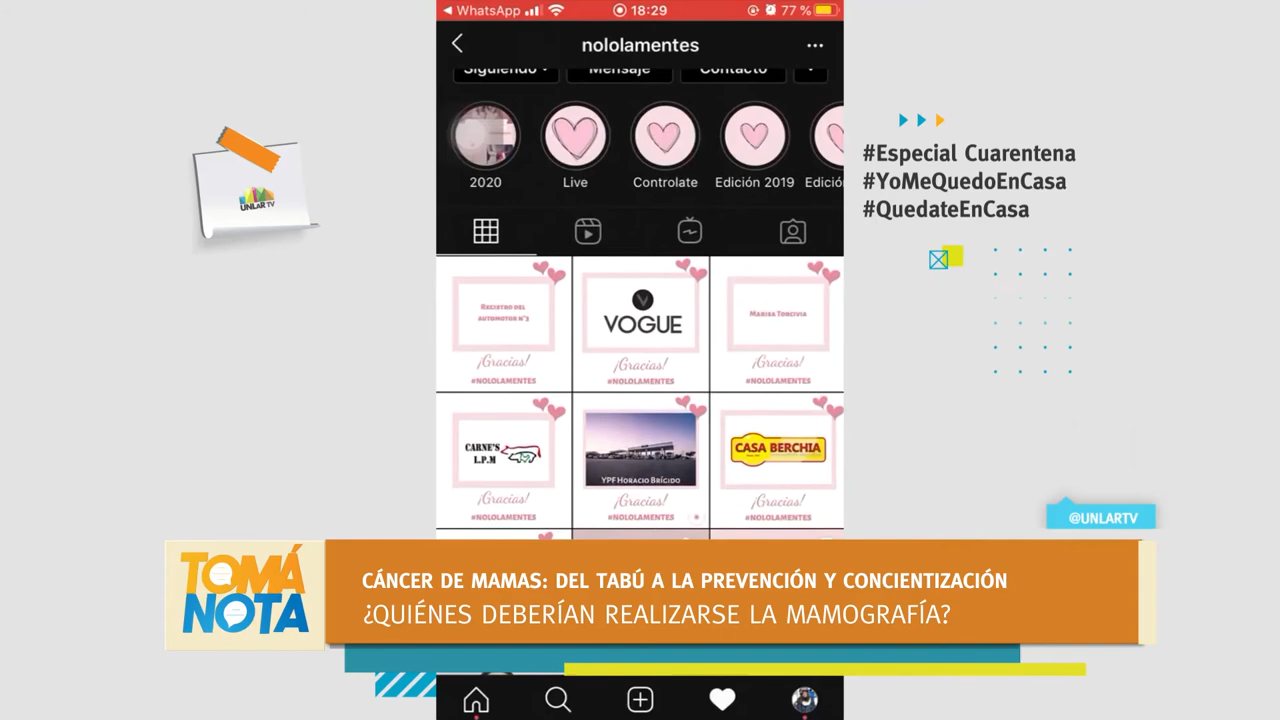 WhatsApp
18:29
77 %
nololamentes
Siguiendo
Mensaje
Contacto
2020
Live
Controlate
Edición 2019
Edició
UNLAR TV
#Especial Cuarentena
#YoMeQuedoEnCasa
#QuedateEnCasa
Registro del
Automotor N°2
¡Gracias!
#NOLOLAMENTES
VOGUE
¡Gracias!
#NOLOLAMENTES
Marisa Torcivia
¡Gracias!
#NOLOLAMENTES
CARNE'S
L.P.M
¡Gracias!
#NOLOLAMENTES
YPF Horacio Brígido
¡Gracias!
#NOLOLAMENTES
CASA BERCHIA
¡Gracias!
#NOLOLAMENTES
@UNLARTV
TOMÁ
NOTA
CÁNCER DE MAMAS: DEL TABÚ A LA PREVENCIÓN Y CONCIENTIZACIÓN
¿QUIÉNES DEBERÍAN REALIZARSE LA MAMOGRAFÍA?